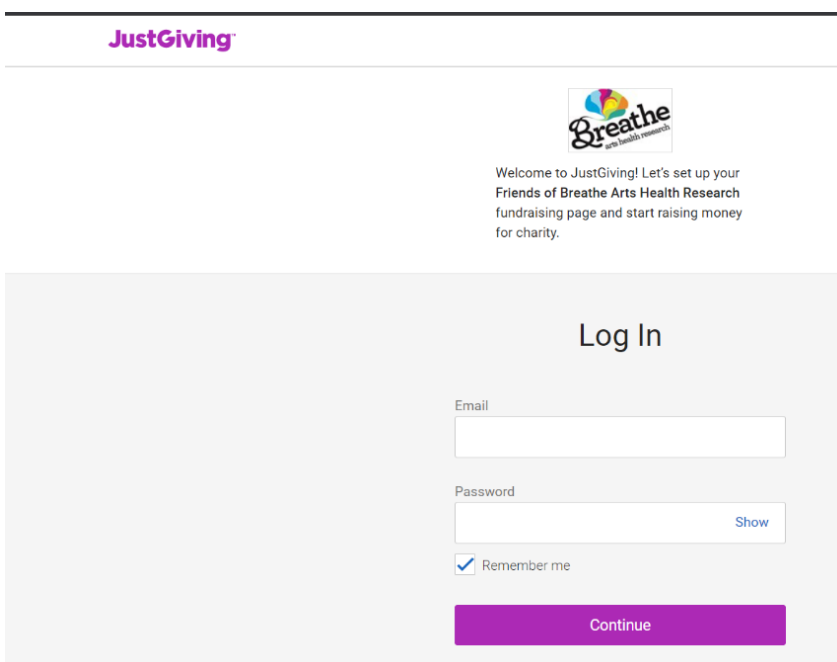 JustGiving™
Breathe
arts health research
Welcome to JustGiving! Let's set up your
Friends of Breathe Arts Health Research
fundraising page and start raising money
for charity.
Log In
Email
Password
Show
Remember me
Continue